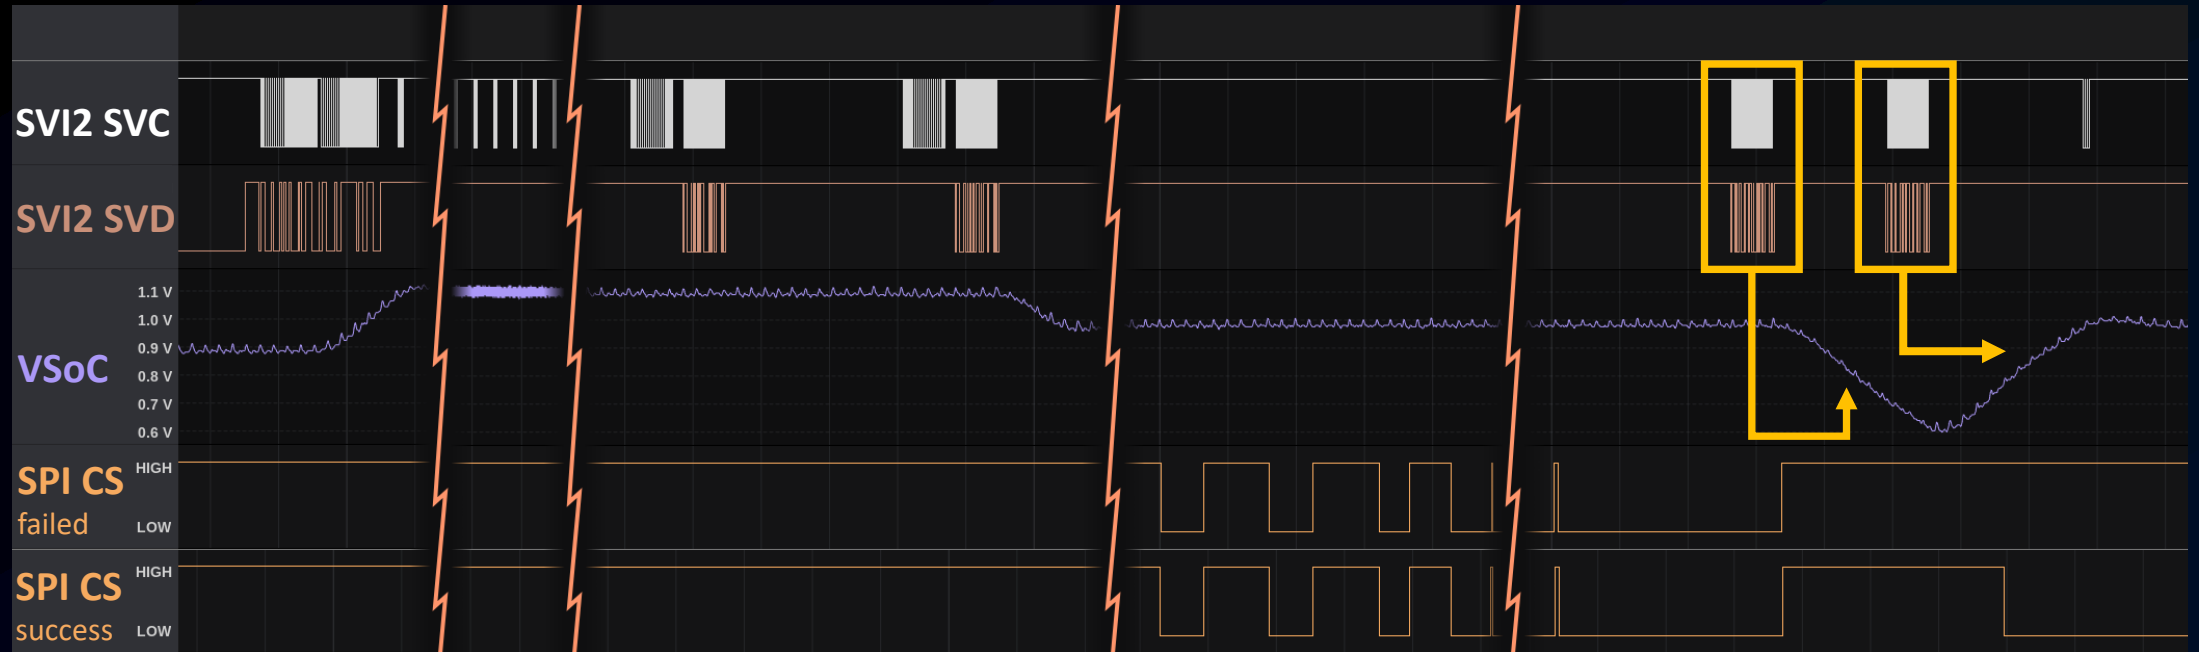 SVI2 SVC
SVI2 SVD
VSoC
1.1 V
1.0 V
0.9 V
0.8 V
0.7 V
0.6 V
SPI CS
failed
HIGH
LOW
SPI CS
success
HIGH
LOW